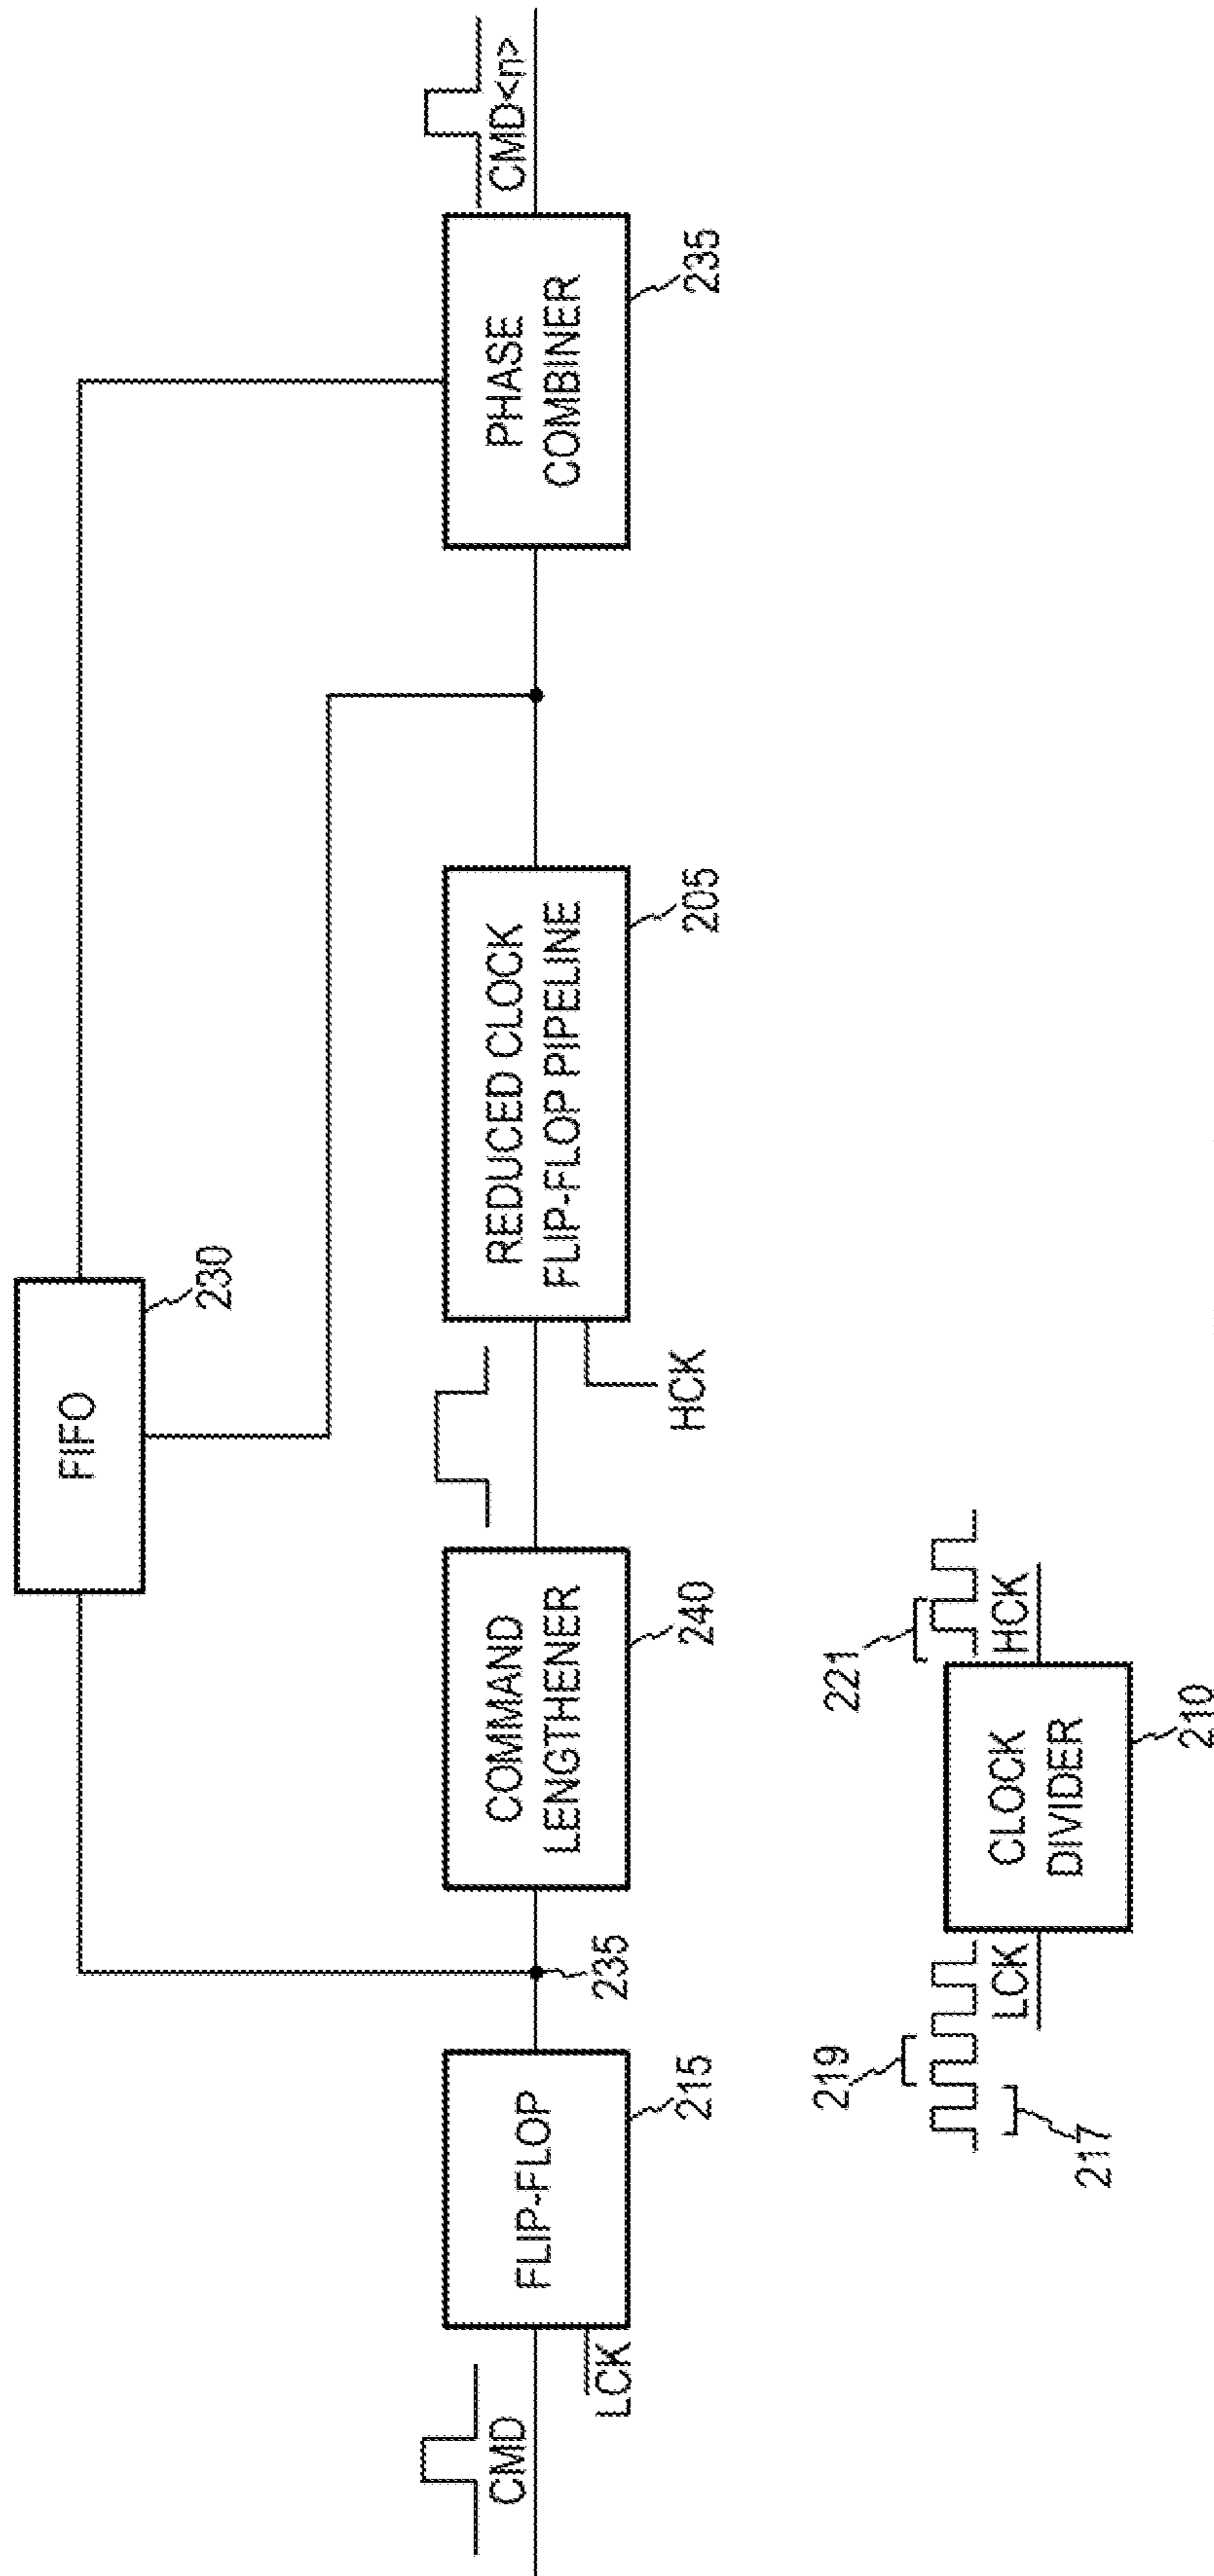 FIFO
230
CMD
FLIP-FLOP
LCK
215
235
COMMAND
LENGTHENER
240
HCK
REDUCED CLOCK
FLIP-FLOP PIPELINE
205
PHASE
COMBINER
235
CMD<n>
217
219
LCK
CLOCK
DIVIDER
210
HCK
221